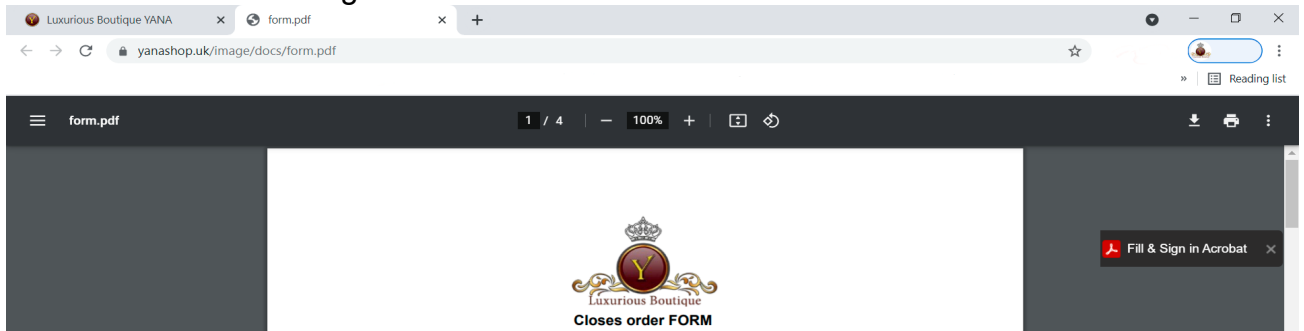 Luxurious Boutique YANA
form.pdf
yanashop.uk/image/docs/form.pdf
Reading list
form.pdf
1 / 4
100%
Fill & Sign in Acrobat
Y
Luxurious Boutique
Closes order FORM